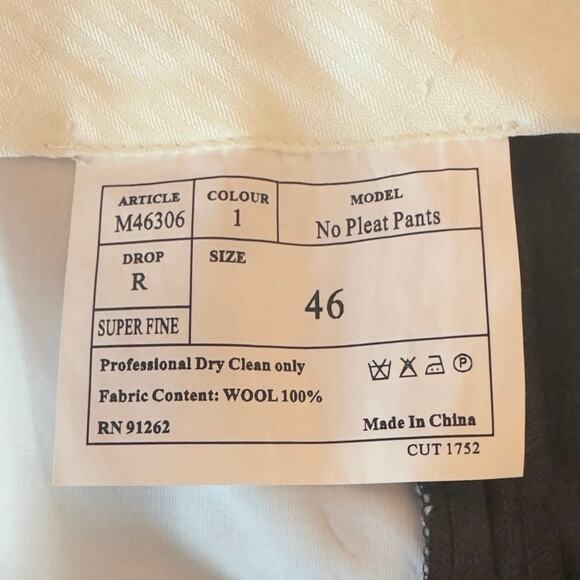 ARTICLE COLOUR MODEL
M46306 1 No Pleat Pants
DROP SIZE
R
46
SUPER FINE
Professional Dry Clean only
P
Fabric Content: WOOL 100%
RN 91262 Made In China
CUT 1752